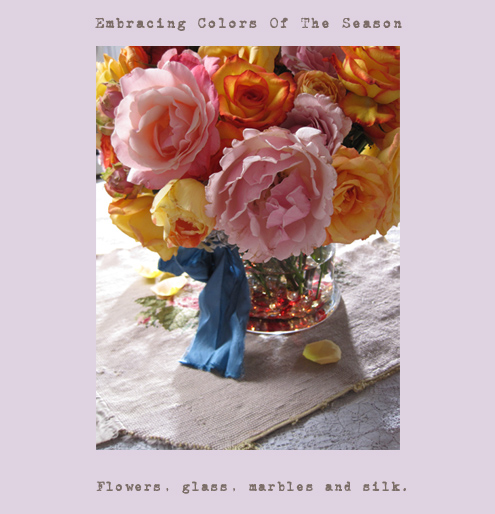 Embracing Colors Of The Season
Flowers, glass, marbles and silk.